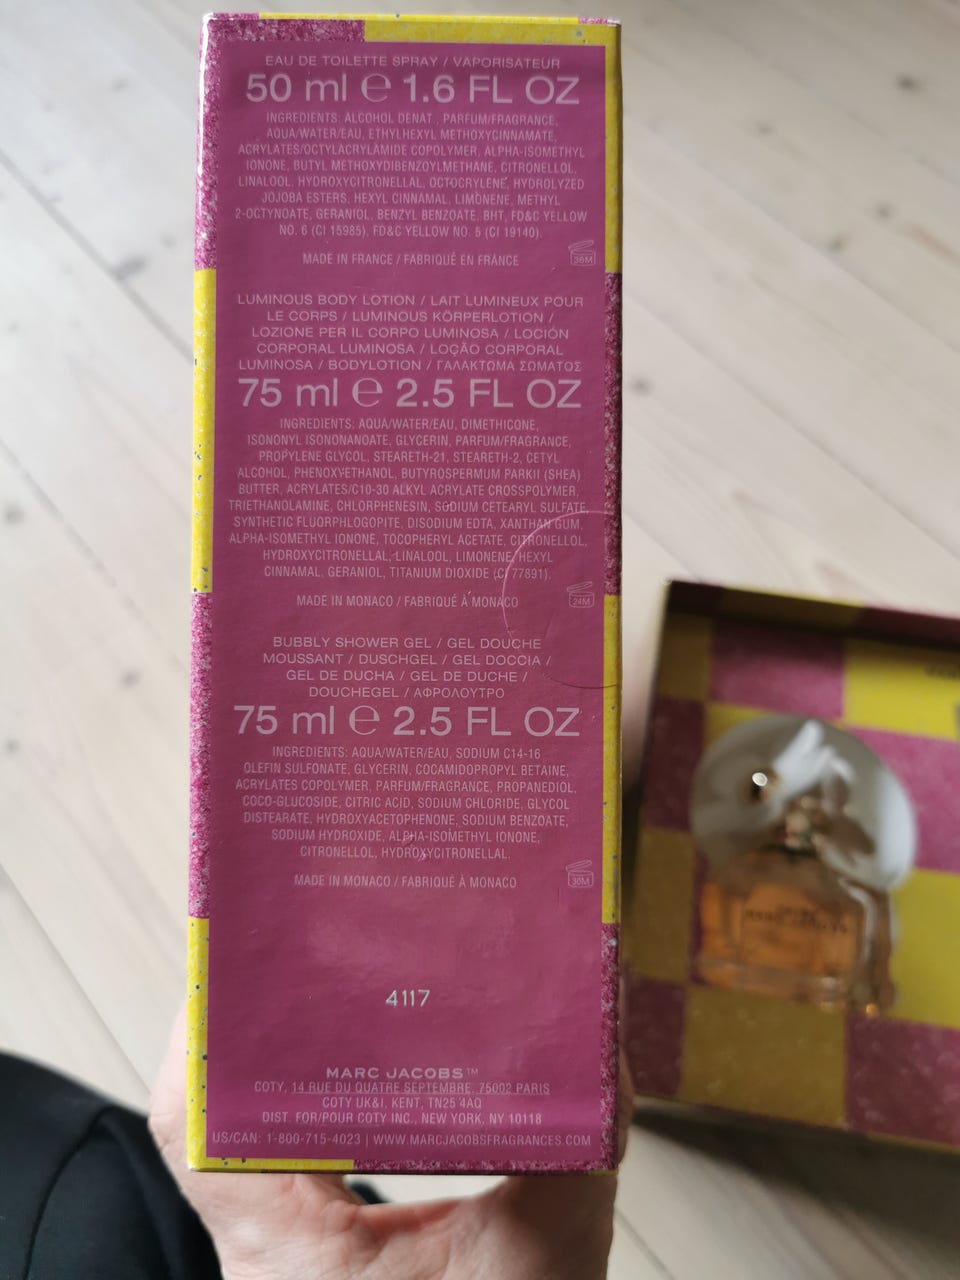 EAU DE TOILETTE SPRAY / VAPORISATEUR
50 ml ℮ 1.6 FL OZ
INGREDIENTS: ALCOHOL DENAT., PARFUM/FRAGRANCE,
AQUA/WATER/EAU, ETHYLHEXYL METHOXYCINNAMATE,
ACRYLATES/OCTYLACRYLAMIDE COPOLYMER, ALPHA-ISOMETHYL
IONONE, BUTYL METHOXYDIBENZOYLMETHANE, CITRONELLOL,
LINALOOL, HYDROXYCITRONELLAL, OCTOCRYLENE, HYDROLYZED
JOJOBA ESTERS, HEXYL CINNAMAL, LIMONENE, METHYL
2-OCTYNOATE, GERANIOL, BENZYL BENZOATE, BHT, FD&C YELLOW
NO. 6 (CI 15985), FD&C YELLOW NO. 5 (CI 19140).
MADE IN FRANCE / FABRIQUÉ EN FRANCE
36M
LUMINOUS BODY LOTION / LAIT LUMINEUX POUR
LE CORPS / LUMINOUS KÖRPERLOTION /
LOZIONE PER IL CORPO LUMINOSA / LOCIÓN
CORPORAL LUMINOSA / LOÇÃO CORPORAL
LUMINOSA / BODYLOTION / ΓΑΛΑΚΤΩΜΑ ΣΩΜΑΤΟΣ
75 ml ℮ 2.5 FL OZ
INGREDIENTS: AQUA/WATER/EAU, DIMETHICONE,
ISONONYL ISONONANOATE, GLYCERIN, PARFUM/FRAGRANCE,
PROPYLENE GLYCOL, STEARETH-21, STEARETH-2, CETYL
ALCOHOL, PHENOXYETHANOL, BUTYROSPERMUM PARKII (SHEA)
BUTTER, ACRYLATES/C10-30 ALKYL ACRYLATE CROSSPOLYMER,
TRIETHANOLAMINE, CHLORPHENESIN, SODIUM CETEARYL SULFATE,
SYNTHETIC FLUORPHLOGOPITE, DISODIUM EDTA, XANTHAN GUM,
ALPHA-ISOMETHYL IONONE, TOCOPHERYL ACETATE, CITRONELLOL,
HYDROXYCITRONELLAL, LINALOOL, LIMONENE, HEXYL
CINNAMAL, GERANIOL, TITANIUM DIOXIDE (CI 77891).
MADE IN MONACO / FABRIQUÉ À MONACO
24M
BUBBLY SHOWER GEL / GEL DOUCHE
MOUSSANT / DUSCHGEL / GEL DOCCIA /
GEL DE DUCHA / GEL DE DUCHE /
DOUCHEGEL / ΑΦΡΟΛΟΥΤΡΟ
75 ml ℮ 2.5 FL OZ
INGREDIENTS: AQUA/WATER/EAU, SODIUM C14-16
OLEFIN SULFONATE, GLYCERIN, COCAMIDOPROPYL BETAINE,
ACRYLATES COPOLYMER, PARFUM/FRAGRANCE, PROPANEDIOL,
COCO-GLUCOSIDE, CITRIC ACID, SODIUM CHLORIDE, GLYCOL
DISTEARATE, HYDROXYACETOPHENONE, SODIUM BENZOATE,
SODIUM HYDROXIDE, ALPHA-ISOMETHYL IONONE,
CITRONELLOL, HYDROXYCITRONELLAL.
MADE IN MONACO / FABRIQUÉ À MONACO
36M
4117
MARC JACOBS™
COTY, 14 RUE DU QUATRE SEPTEMBRE, 75002 PARIS
COTY UK&I, KENT, TN25 4AQ
DIST. FOR/POUR COTY INC., NEW YORK, NY 10118
US/CAN: 1-800-715-4023 | WWW.MARCJACOBSFRAGRANCES.COM